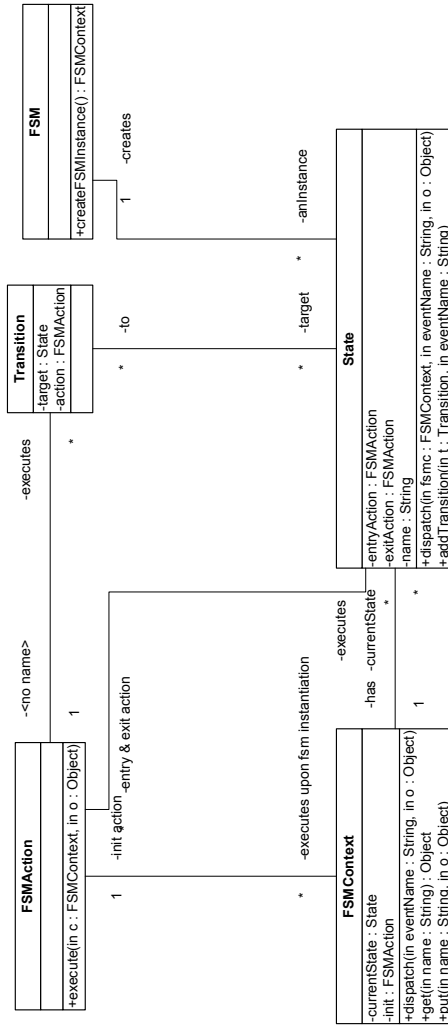 FSMAction
+execute(in c : FSMContext, in o : Object)
-<no name>
1
-executes
*
Transition
-target : State
-action : FSMAction
FSM
+createFSMInstance() : FSMContext
1
-creates
*
-to
*
-target
*
-anInstance
1
-init action
*
-entry & exit action
*
-executes upon fsm instantiation
-executes
FSMContext
-currentState : State
-init : FSMAction
+dispatch(in eventName : String, in o : Object)
+get(in name : String) : Object
+put(in name : String, in o : Object)
-has
1
-currentState
*
*
State
-entryAction : FSMAction
-exitAction : FSMAction
-name : String
+dispatch(in fsmc : FSMContext, in eventName : String, in o : Object)
+addTransition(in t : Transition, in eventName : String)